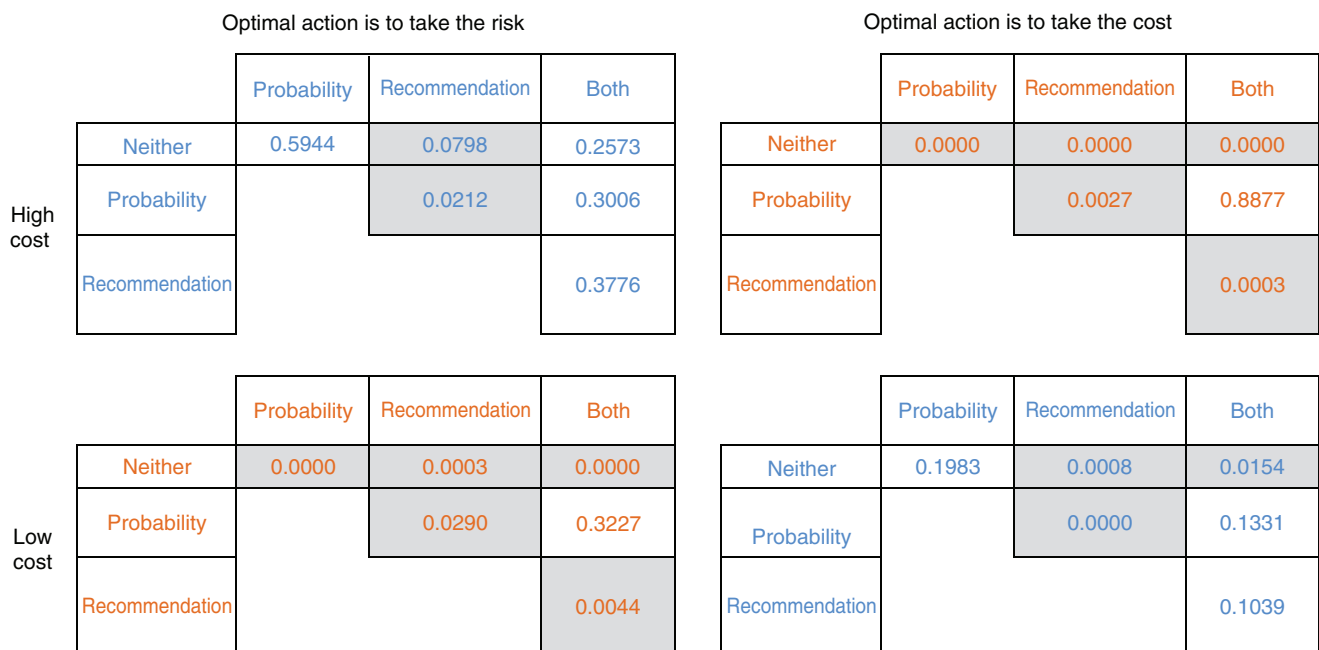 Optimal action is to take the risk
Optimal action is to take the cost
Probability Recommendation Both
Neither 0.5944 0.0798 0.2573
Probability 0.0212 0.3006
Recommendation 0.3776
High
cost
Probability Recommendation Both
Neither 0.0000 0.0000 0.0000
Probability 0.0027 0.8877
Recommendation 0.0003
Probability Recommendation Both
Neither 0.0000 0.0003 0.0000
Probability 0.0290 0.3227
Recommendation 0.0044
Low
cost
Probability Recommendation Both
Neither 0.1983 0.0008 0.0154
Probability 0.0000 0.1331
Recommendation 0.1039